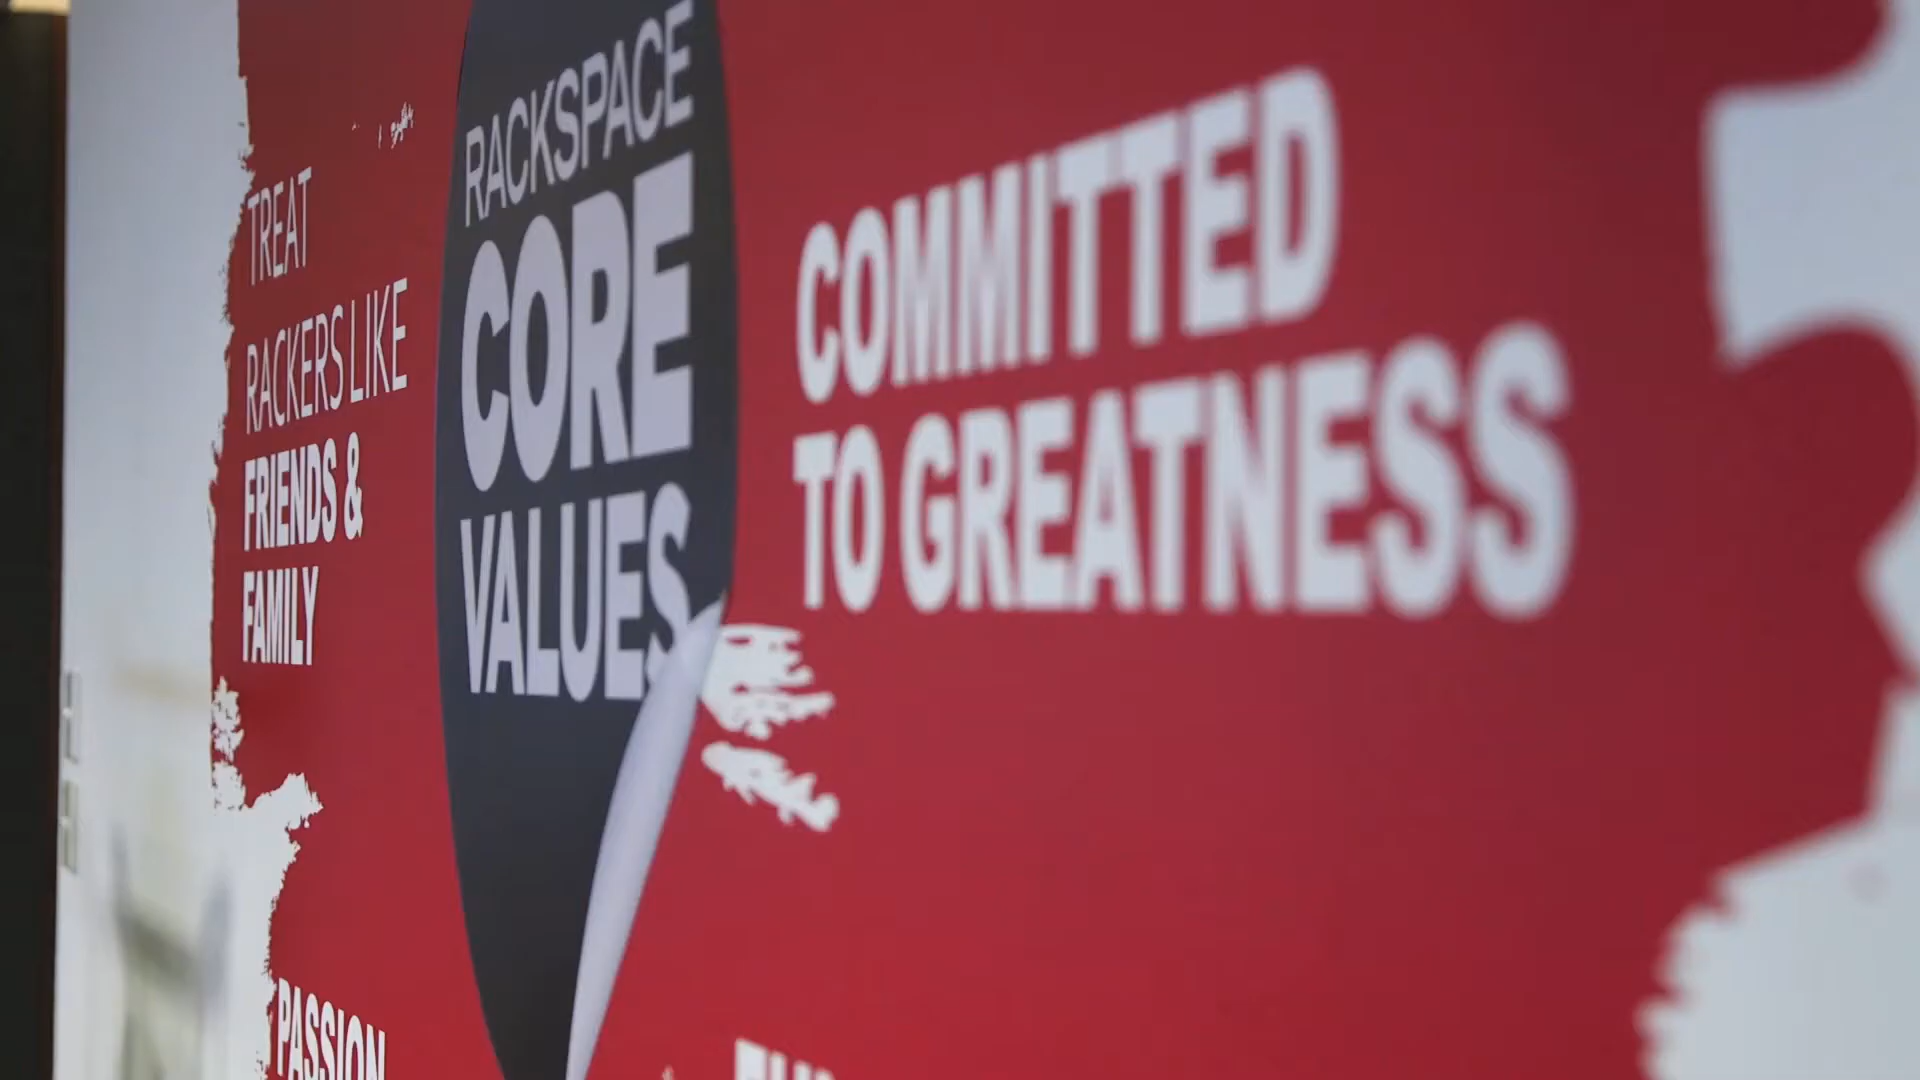 TREAT
RACKERS LIKE
FRIENDS &
FAMILY
PASSION
RACKSPACE
CORE
VALUES
COMMITTED
TO GREATNESS